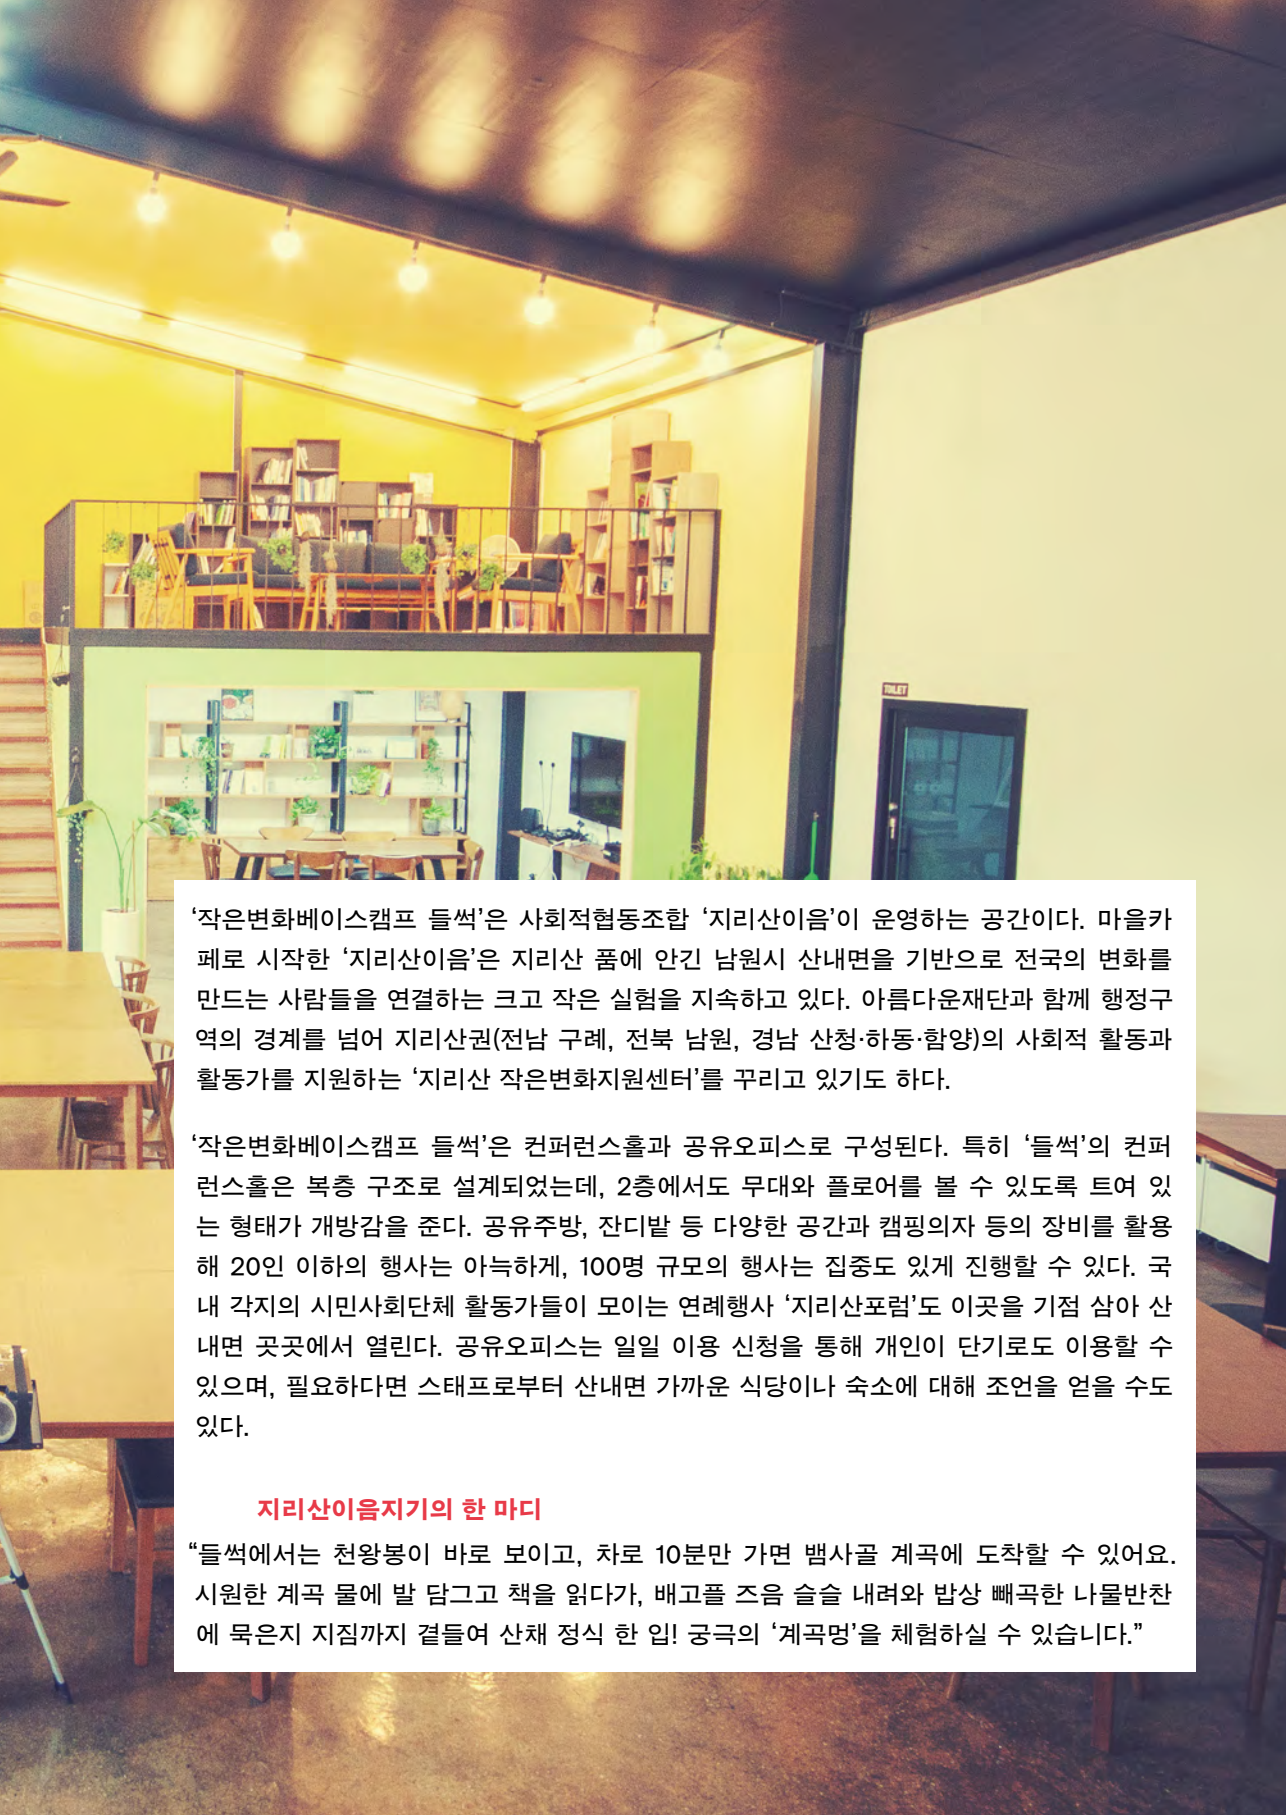 TOILET
‘작은변화베이스캠프 들썩’은 사회적협동조합 ‘지리산이음’이 운영하는 공간이다. 마을카
페로 시작한 ‘지리산이음’은 지리산 품에 안긴 남원시 산내면을 기반으로 전국의 변화를
만드는 사람들을 연결하는 크고 작은 실험을 지속하고 있다. 아름다운재단과 함께 행정구
역의 경계를 넘어 지리산권(전남 구례, 전북 남원, 경남 산청·하동·함양)의 사회적 활동과
활동가를 지원하는 ‘지리산 작은변화지원센터’를 꾸리고 있기도 하다.
‘작은변화베이스캠프 들썩’은 컨퍼런스홀과 공유오피스로 구성된다. 특히 ‘들썩’의 컨퍼
런스홀은 복층 구조로 설계되었는데, 2층에서도 무대와 플로어를 볼 수 있도록 트여 있
는 형태가 개방감을 준다. 공유주방, 잔디밭 등 다양한 공간과 캠핑의자 등의 장비를 활용
해 20인 이하의 행사는 아늑하게, 100명 규모의 행사는 집중도 있게 진행할 수 있다. 국
내 각지의 시민사회단체 활동가들이 모이는 연례행사 ‘지리산포럼’도 이곳을 기점 삼아 산
내면 곳곳에서 열린다. 공유오피스는 일일 이용 신청을 통해 개인이 단기로도 이용할 수
있으며, 필요하다면 스태프로부터 산내면 가까운 식당이나 숙소에 대해 조언을 얻을 수도
있다.
지리산이음지기의 한 마디
“들썩에서는 천왕봉이 바로 보이고, 차로 10분만 가면 뱀사골 계곡에 도착할 수 있어요.
시원한 계곡 물에 발 담그고 책을 읽다가, 배고플 즈음 슬슬 내려와 밥상 빼곡한 나물반찬
에 묵은지 지짐까지 곁들여 산채 정식 한 입! 궁극의 ‘계곡멍’을 체험하실 수 있습니다.”